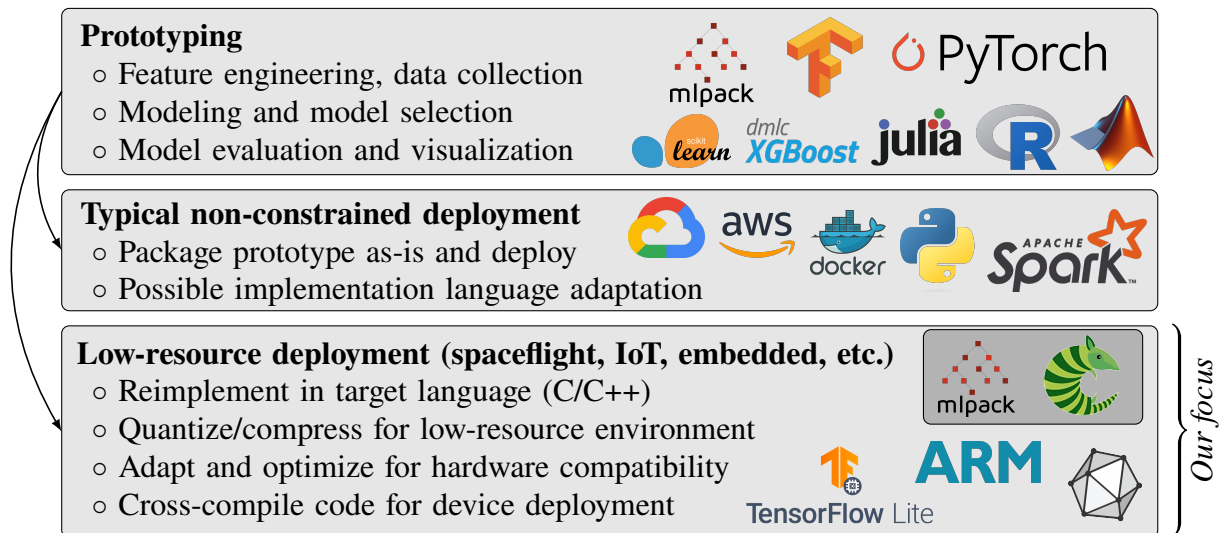 Prototyping
○ Feature engineering, data collection
○ Modeling and model selection
○ Model evaluation and visualization
mlpack
PyTorch
scikit
learn
dmlc
XGBoost
julia
R
Typical non-constrained deployment
○ Package prototype as-is and deploy
○ Possible implementation language adaptation
aws
docker
APACHE
Spark™
Low-resource deployment (spaceflight, IoT, embedded, etc.)
○ Reimplement in target language (C/C++)
○ Quantize/compress for low-resource environment
○ Adapt and optimize for hardware compatibility
○ Cross-compile code for device deployment
mlpack
ARM
TensorFlow Lite
Our focus